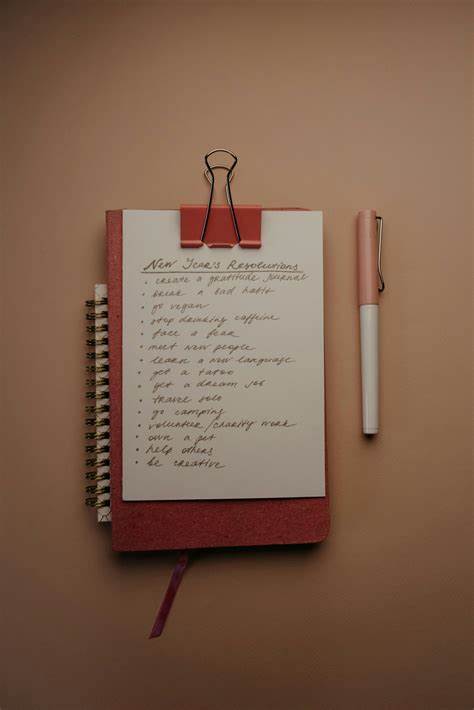 New Year's Resolutions
• create a gratitude journal
• break a bad habit
• go vegan
• stop drinking caffeine
• face a fear
• meet new people
• learn a new language
• get a tatoo
• get a dream job
• travel solo
• go camping
• volunteer/charity work
• own a pet
• help others
• be creative